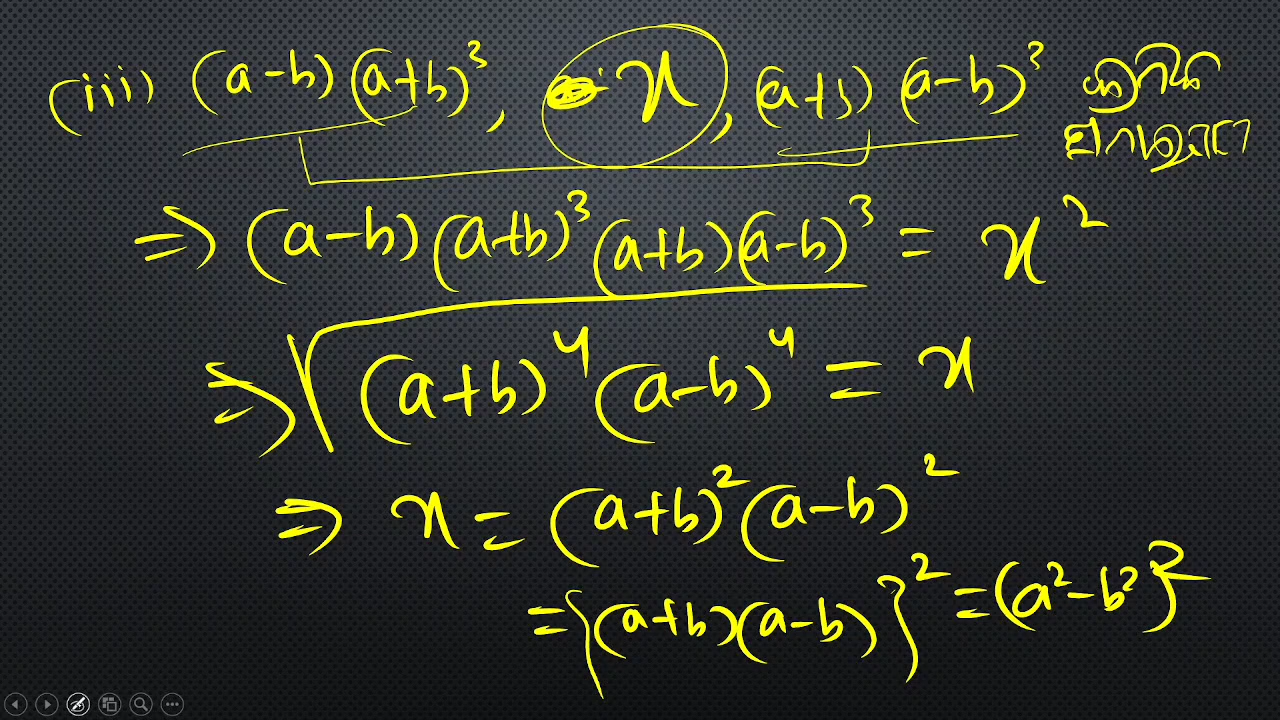 (iii) (a-b)(a+b)³, x, (a+b)(a-b)³
⇒ (a-b)(a+b)³(a+b)(a-b)³ = x²
⇒ √(a+b)⁴(a-b)⁴ = x
⇒ x = (a+b)²(a-b)²
= {(a+b)(a-b)}² = (a²-b²)²